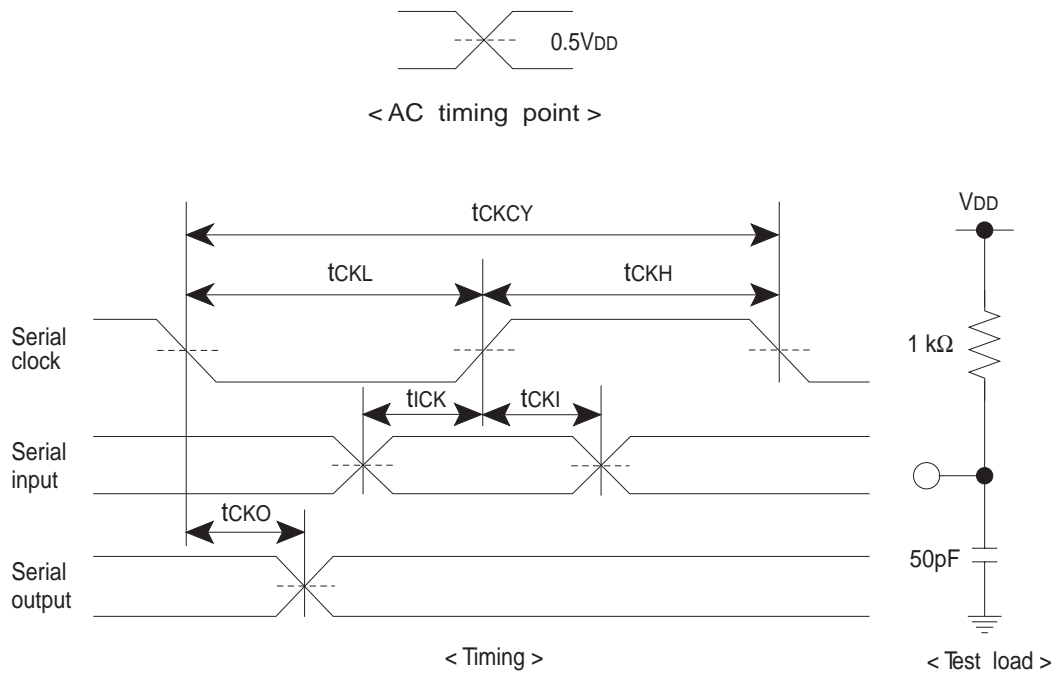 0.5VDD
< AC timing point >
tCKCY
VDD
tCKL
tCKH
Serial
clock
1 kΩ
tICK
tCKI
Serial
input
tCKO
50pF
Serial
output
< Timing >
< Test load >